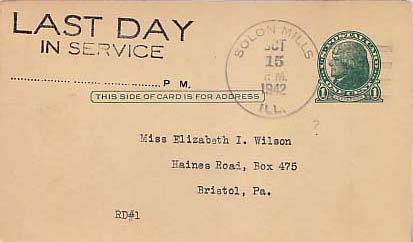 LAST DAY
IN SERVICE
P M.
THIS SIDE OF CARD IS FOR ADDRESS
SOLON MILLS
OCT
15
M.
1942
ILL.
1 1
Miss Elizabeth I. Wilson
Haines Road, Box 475
Bristol, Pa.
RD#1